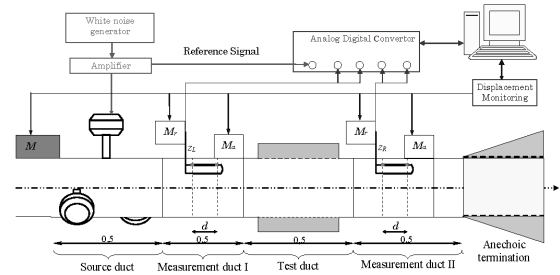 White noise
generator
Amplifier
Reference Signal
Analog Digital Convertor
Displacement
Monitoring
M
Mr
zL
Ma
Mr
zR
Ma
d
d
0.5
0.5
0.5
0.5
Source duct
Measurement duct I
Test duct
Measurement duct II
Anechoic
termination